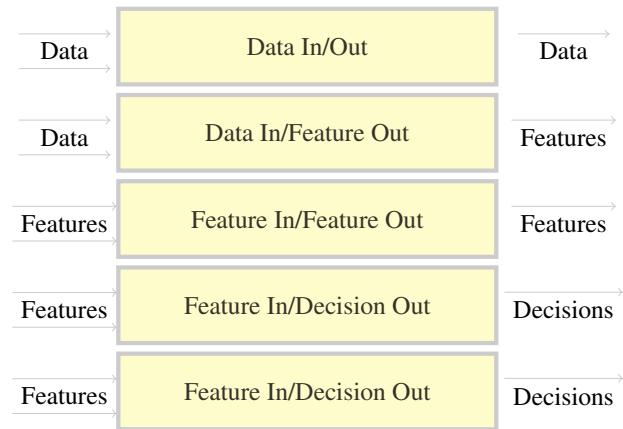 Data Data In/Out Data
Data Data In/Feature Out Features
Features Feature In/Feature Out Features
Features Feature In/Decision Out Decisions
Features Feature In/Decision Out Decisions